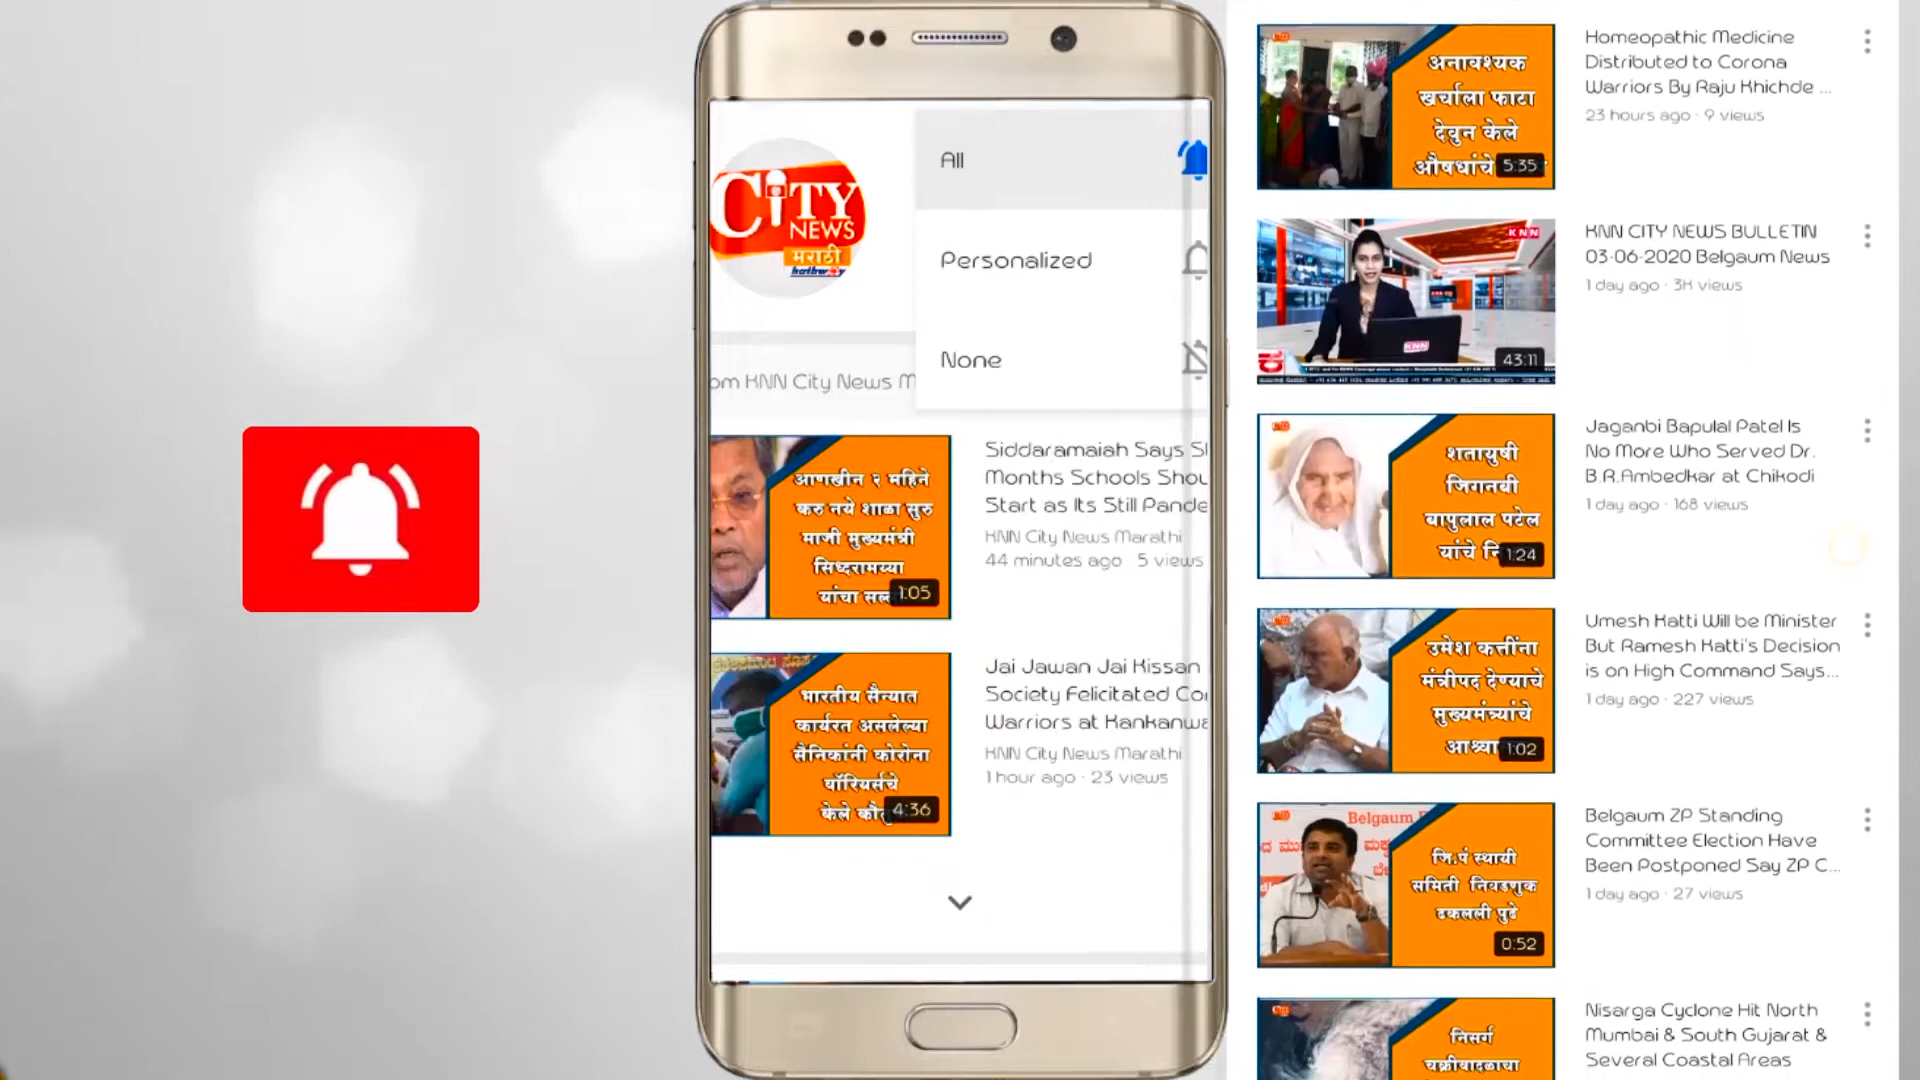 All
CITY
NEWS
मराठी
hathway
Personalized
None
om KNN City News M
आणखीन २ महिने
करु नये शाळा सुरु
माजी मुख्यमंत्री
सिध्दरामय्या
यांचा सल्
1:05
Siddaramaiah Says
Months Schools Shou
Start as Its Still Pande
KNN City News Marathi
44 minutes ago 5 views
भारतीय सैन्यात
कार्यरत असलेल्या
सैनिकांनी कोरोना
वॉरियर्सचे
केले कौतु
4:36
Jai Jawan Jai Kissan
Society Felicitated Co
Warriors at Kankanwa
KNN City News Marathi
1 hour ago · 23 views
अनावश्यक
खर्चाला फाटा
देवुन केले
औषधांचे
5:35
Homeopathic Medicine
Distributed to Corona
Warriors By Raju Khichde ...
23 hours ago · 9 views
KNN
KNN
43:11
KNN CITY NEWS BULLETIN
03-06-2020 Belgaum News
1 day ago · 3K views
शतायुषी
जिगनबी
बापुलाल पटेल
यांचे नि
1:24
Jaganbi Bapulal Patel Is
No More Who Served Dr.
B.R.Ambedkar at Chikodi
1 day ago · 168 views
उमेश कत्तींना
मंत्रीपद देण्याचे
मुख्यमंत्र्यांचे
आश्वा
1:02
Umesh Katti Will be Minister
But Ramesh Katti's Decision
is on High Command Says...
1 day ago · 227 views
Belgaum
जि.पं स्थायी
समिती निवडणुक
ढकलली पुढे
0:52
Belgaum ZP Standing
Committee Election Have
Been Postponed Say ZP C...
1 day ago · 27 views
निसर्ग
चक्रीवादळाचा
Nisarga Cyclone Hit North
Mumbai & South Gujarat &
Several Coastal Areas